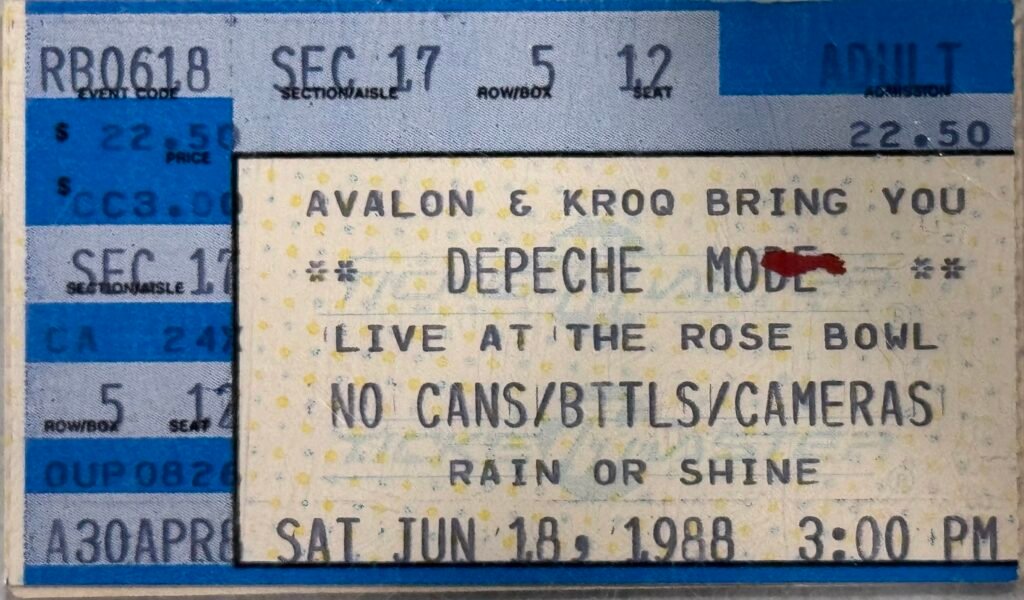 RB0618 SEC 17 5 12 ADULT
EVENT CODE SECTION/AISLE ROW/BOX SEAT ADMISSION
$ 22.50 22.50
PRICE
$ CC3.00
AVALON & KROQ BRING YOU
SEC 17 ** DEPECHE MODE **
SECTION/AISLE
CA 24X LIVE AT THE ROSE BOWL
5 12 NO CANS/BTTLS/CAMERAS
ROW/BOX SEAT
OUP0826 RAIN OR SHINE
A30APR8 SAT JUN 18, 1988 3:00 PM
TICKETMASTER